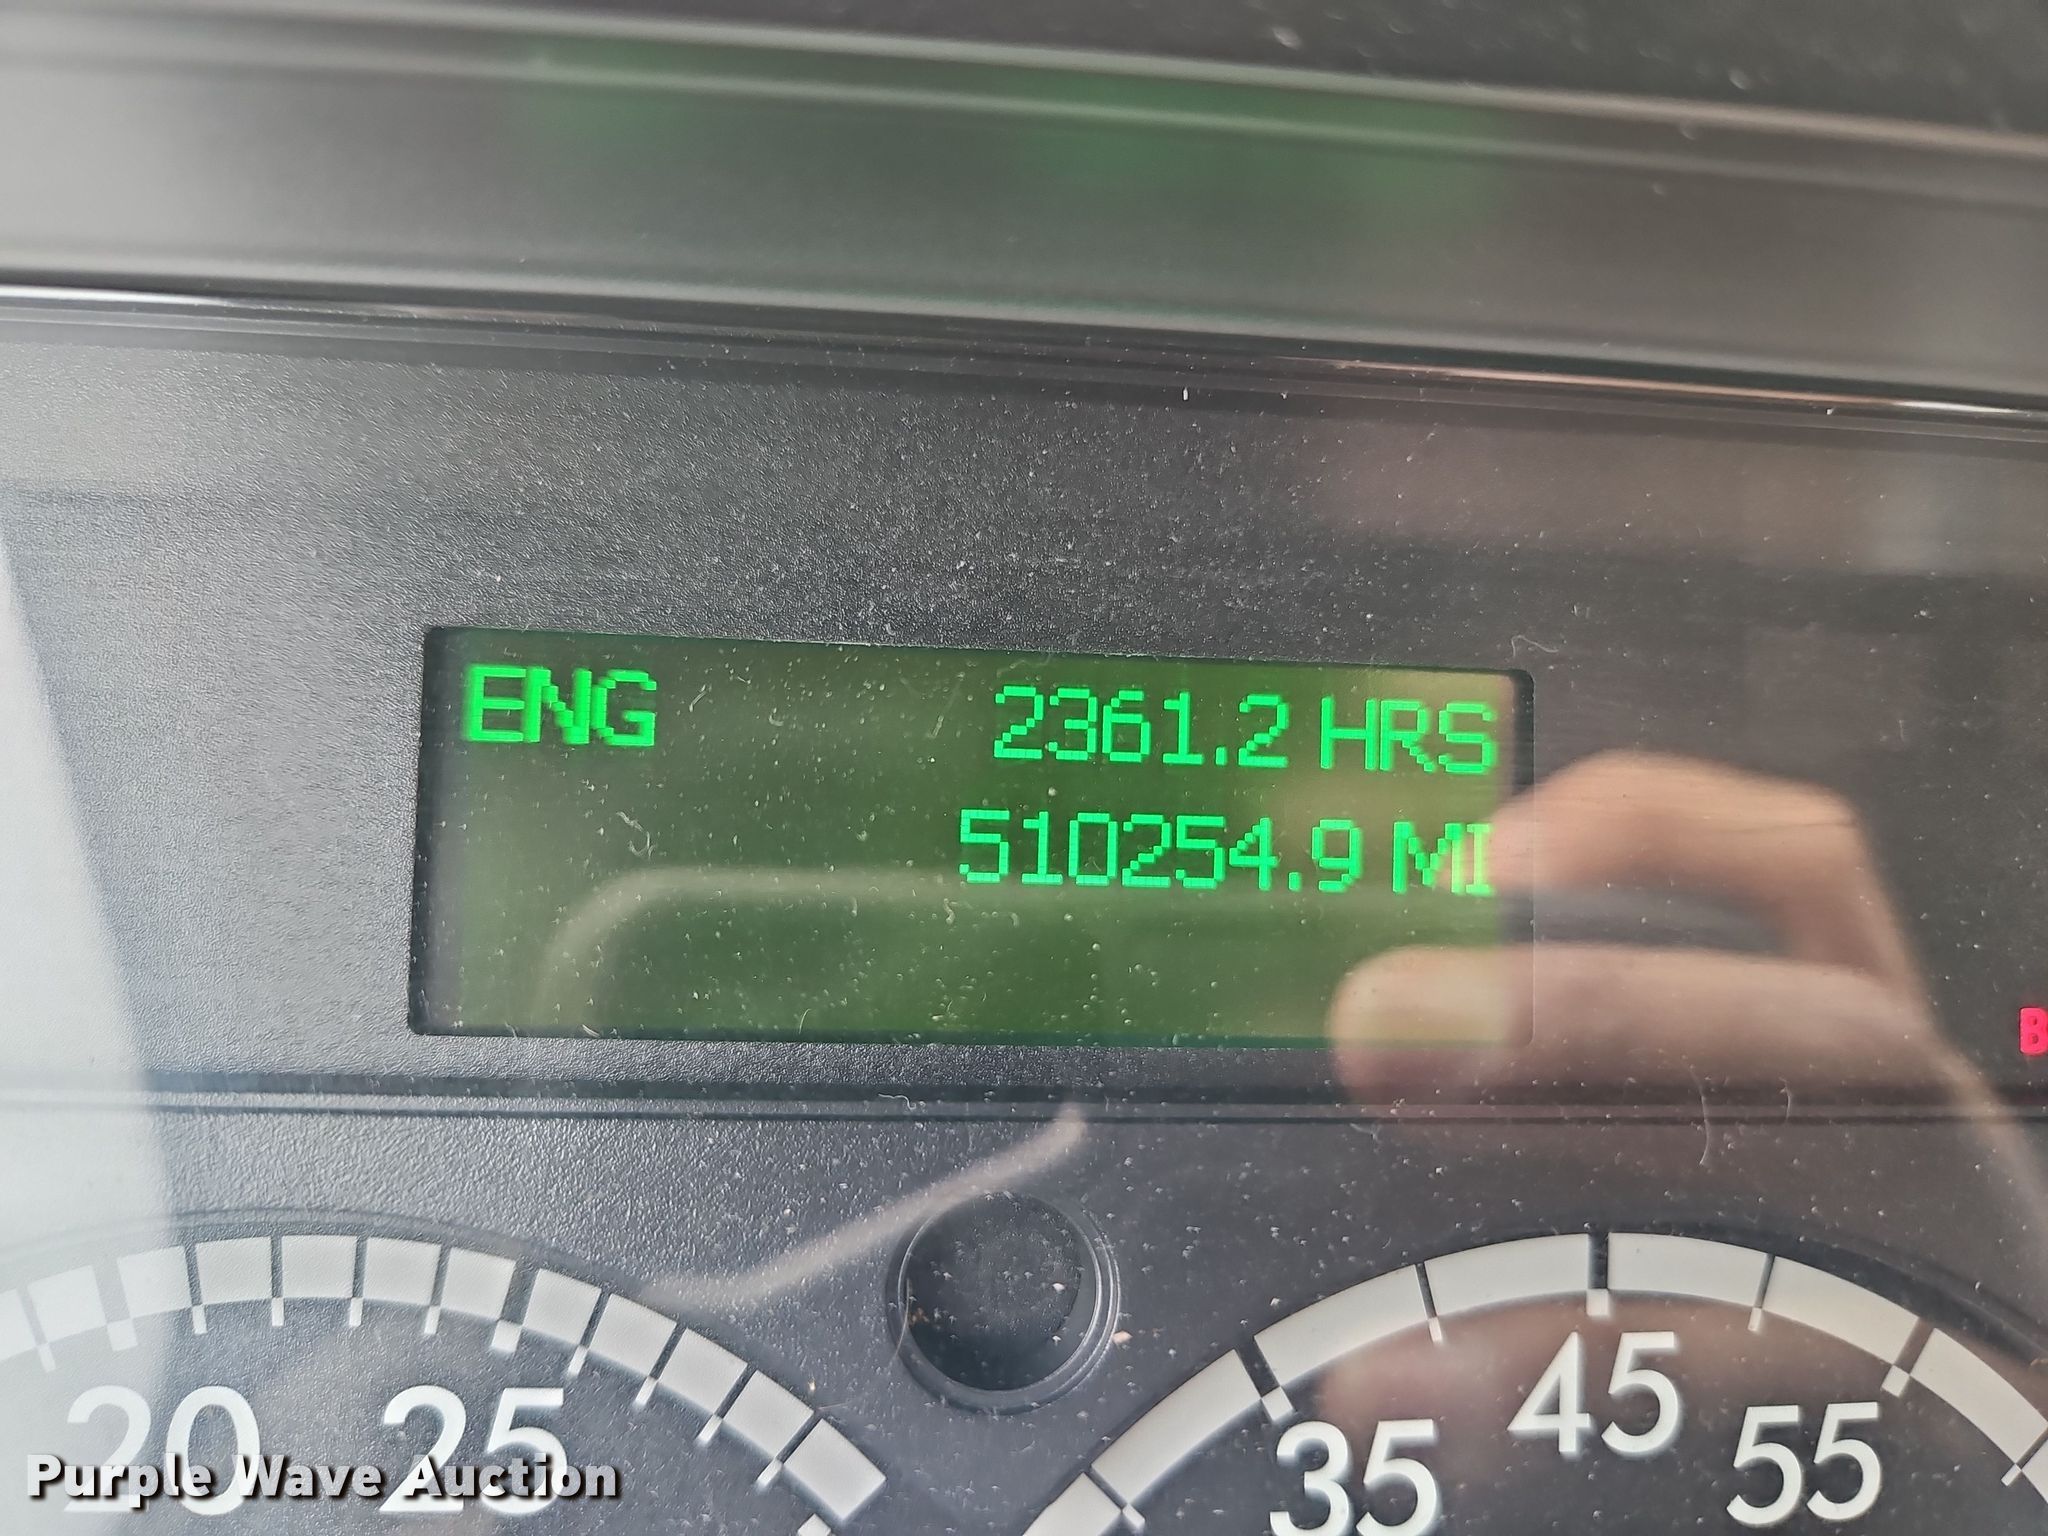 ENG 2361.2 HRS
510254.9 MI
B
20 25
35 45 55
Purple Wave Auction